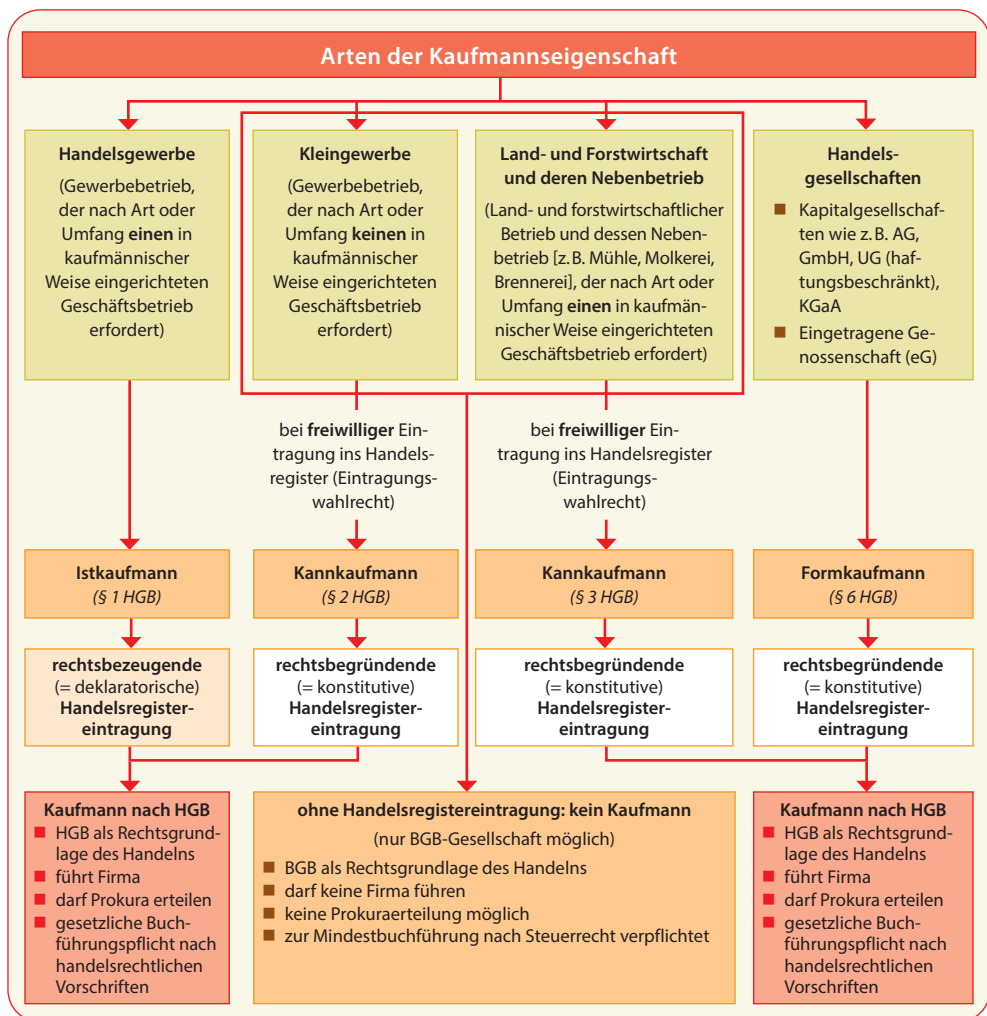 Arten der Kaufmannseigenschaft
Handelsgewerbe
(Gewerbebetrieb,
der nach Art oder
Umfang einen in
kaufmännischer
Weise eingerichteten
Geschäftsbetrieb
erfordert)
Kleingewerbe
(Gewerbebetrieb,
der nach Art oder
Umfang keinen in
kaufmännischer
Weise eingerichteten
Geschäftsbetrieb
erfordert)
Land- und Forstwirtschaft
und deren Nebenbetrieb
(Land- und forstwirtschaftlicher
Betrieb und dessen Neben-
betrieb [z. B. Mühle, Molkerei,
Brennerei], der nach Art oder
Umfang einen in kaufmän-
nischer Weise eingerichteten
Geschäftsbetrieb erfordert)
Handels-
gesellschaften
■ Kapitalgesellschaf-
ten wie z. B. AG,
GmbH, UG (haf-
tungsbeschränkt),
KGaA
■ Eingetragene Ge-
nossenschaft (eG)
bei freiwilliger Ein-
tragung ins Handels-
register (Eintragungs-
wahlrecht)
bei freiwilliger Ein-
tragung ins Handelsregister
(Eintragungs-
wahlrecht)
Istkaufmann
(§ 1 HGB)
Kannkaufmann
(§ 2 HGB)
Kannkaufmann
(§ 3 HGB)
Formkaufmann
(§ 6 HGB)
rechtsbezeugende
(= deklaratorische)
Handelsregister-
eintragung
rechtsbegründende
(= konstitutive)
Handelsregister-
eintragung
rechtsbegründende
(= konstitutive)
Handelsregister-
eintragung
rechtsbegründende
(= konstitutive)
Handelsregister-
eintragung
Kaufmann nach HGB
■ HGB als Rechtsgrund-
lage des Handelns
■ führt Firma
■ darf Prokura erteilen
■ gesetzliche Buch-
führungspflicht nach
handelsrechtlichen
Vorschriften
ohne Handelsregistereintragung: kein Kaufmann
(nur BGB-Gesellschaft möglich)
■ BGB als Rechtsgrundlage des Handelns
■ darf keine Firma führen
■ keine Prokuraerteilung möglich
■ zur Mindestbuchführung nach Steuerrecht verpflichtet
Kaufmann nach HGB
■ HGB als Rechtsgrund-
lage des Handelns
■ führt Firma
■ darf Prokura erteilen
■ gesetzliche Buch-
führungspflicht nach
handelsrechtlichen
Vorschriften